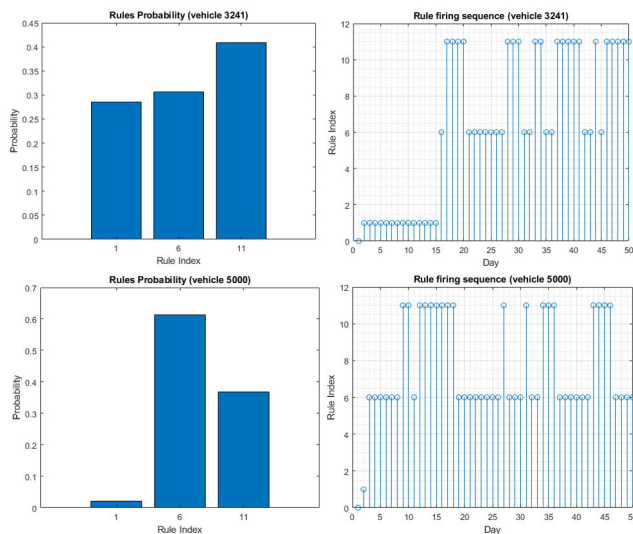 Rules Probability (vehicle 3241)
0.45
0.4
0.35
0.3
0.25
0.2
0.15
0.1
0.05
0
Probability
1 6 11
Rule Index
Rule firing sequence (vehicle 3241)
12
10
8
6
4
2
0
Rule Index
0 5 10 15 20 25 30 35 40 45 50
Day
Rules Probability (vehicle 5000)
0.7
0.6
0.5
0.4
0.3
0.2
0.1
0
Probability
1 6 11
Rule Index
Rule firing sequence (vehicle 5000)
12
10
8
6
4
2
0
Rule Index
0 5 10 15 20 25 30 35 40 45 50
Day